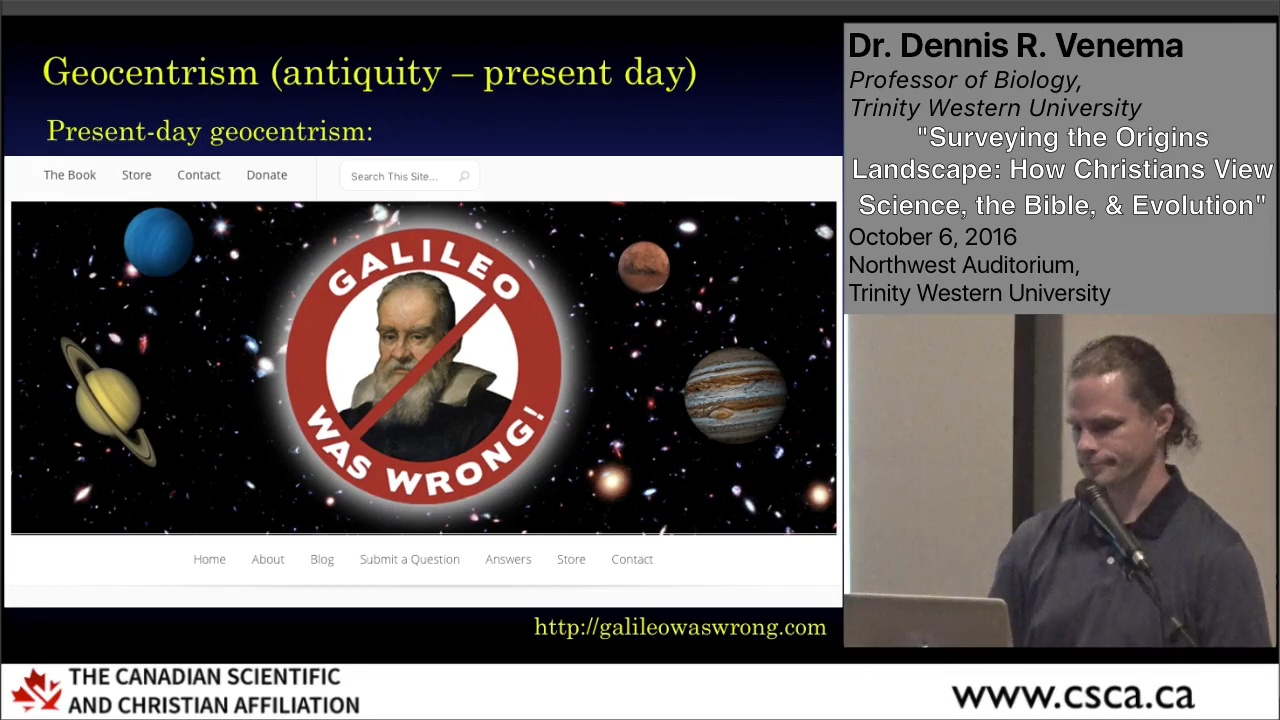 Geocentrism (antiquity – present day)
Present-day geocentrism:
The Book Store Contact Donate Search This Site...
GALILEO
WAS WRONG!
Home About Blog Submit a Question Answers Store Contact
http://galileowaswrong.com
Dr. Dennis R. Venema
Professor of Biology,
Trinity Western University
"Surveying the Origins
Landscape: How Christians View
Science, the Bible, & Evolution"
October 6, 2016
Northwest Auditorium,
Trinity Western University
THE CANADIAN SCIENTIFIC
AND CHRISTIAN AFFILIATION
www.csca.ca